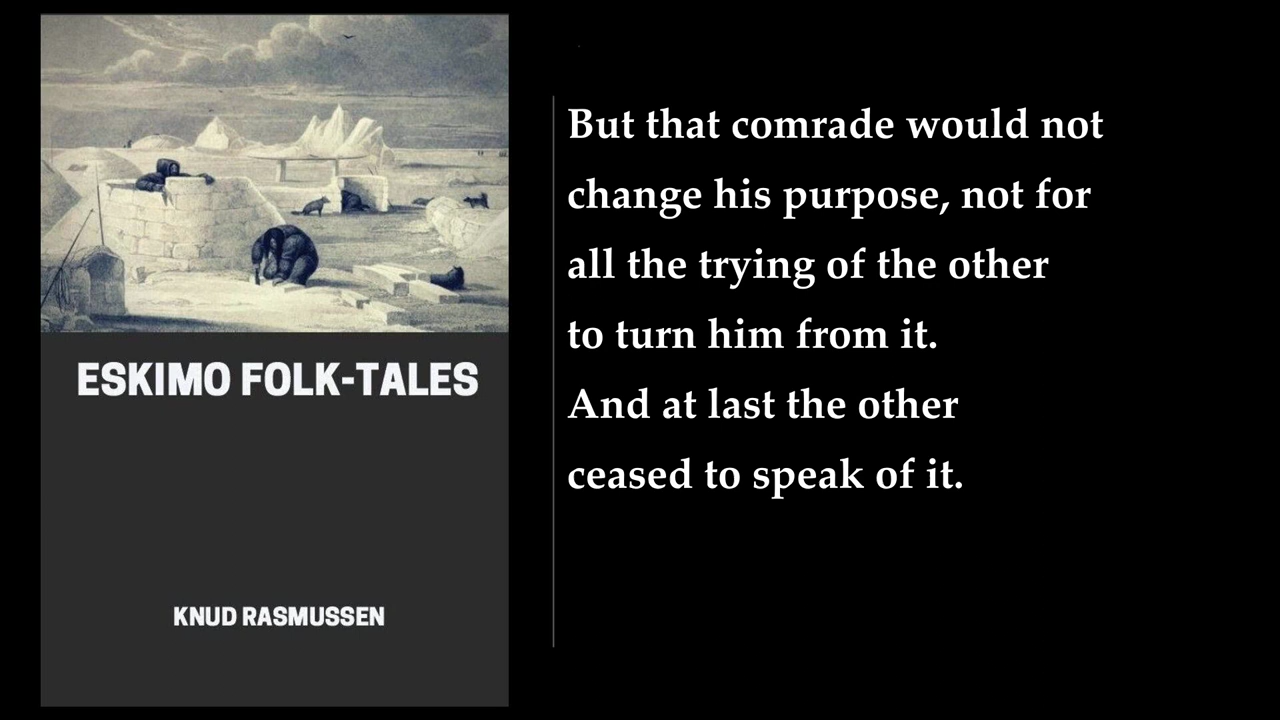 ESKIMO FOLK-TALES
KNUD RASMUSSEN
But that comrade would not
change his purpose, not for
all the trying of the other
to turn him from it.
And at last the other
ceased to speak of it.